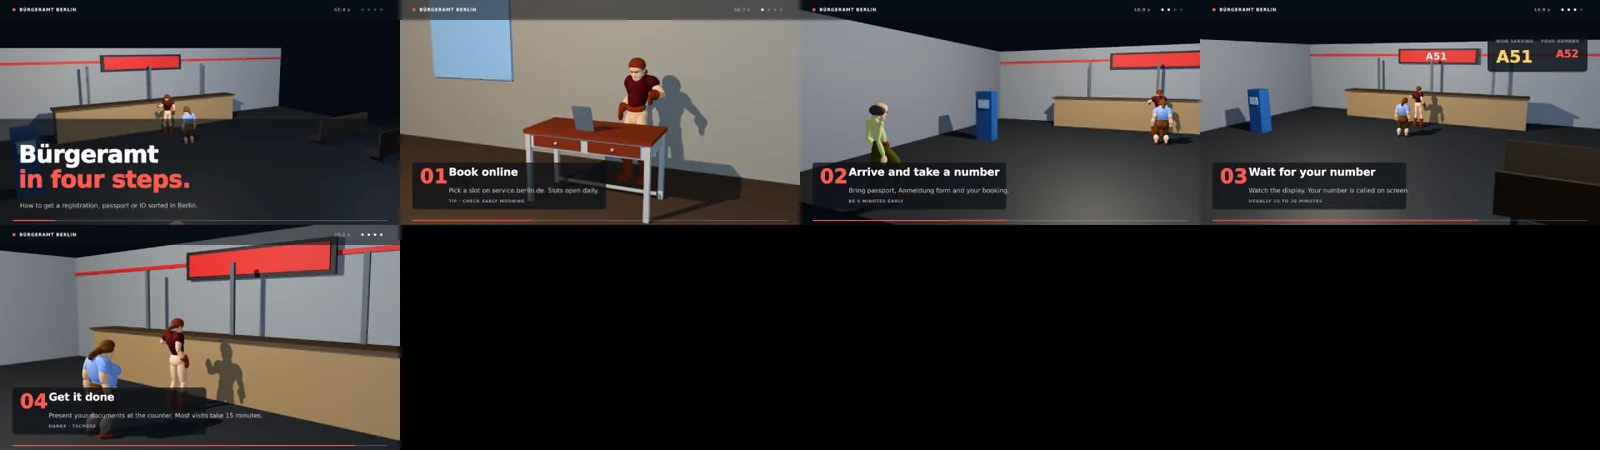 BÜRGERAMT BERLIN
02.4 s
Bürgeramt
in four steps.
How to get a registration, passport or ID sorted in Berlin.
BÜRGERAMT BERLIN
01
Book online
Pick a slot on service.berlin.de. Slots open daily.
TIP · CHECK EARLY MORNING
BÜRGERAMT BERLIN
02
Arrive and take a number
Bring passport, Anmeldung form and your booking.
BE 5 MINUTES EARLY
BÜRGERAMT BERLIN
NOW SERVING
YOUR NUMBER
A51
A51
A52
03
Wait for your number
Watch the display. Your number is called on screen.
USUALLY 10 TO 30 MINUTES
BÜRGERAMT BERLIN
04
Get it done
Present your documents at the counter. Most visits take 15 minutes.
DANKE · TSCHÜSS